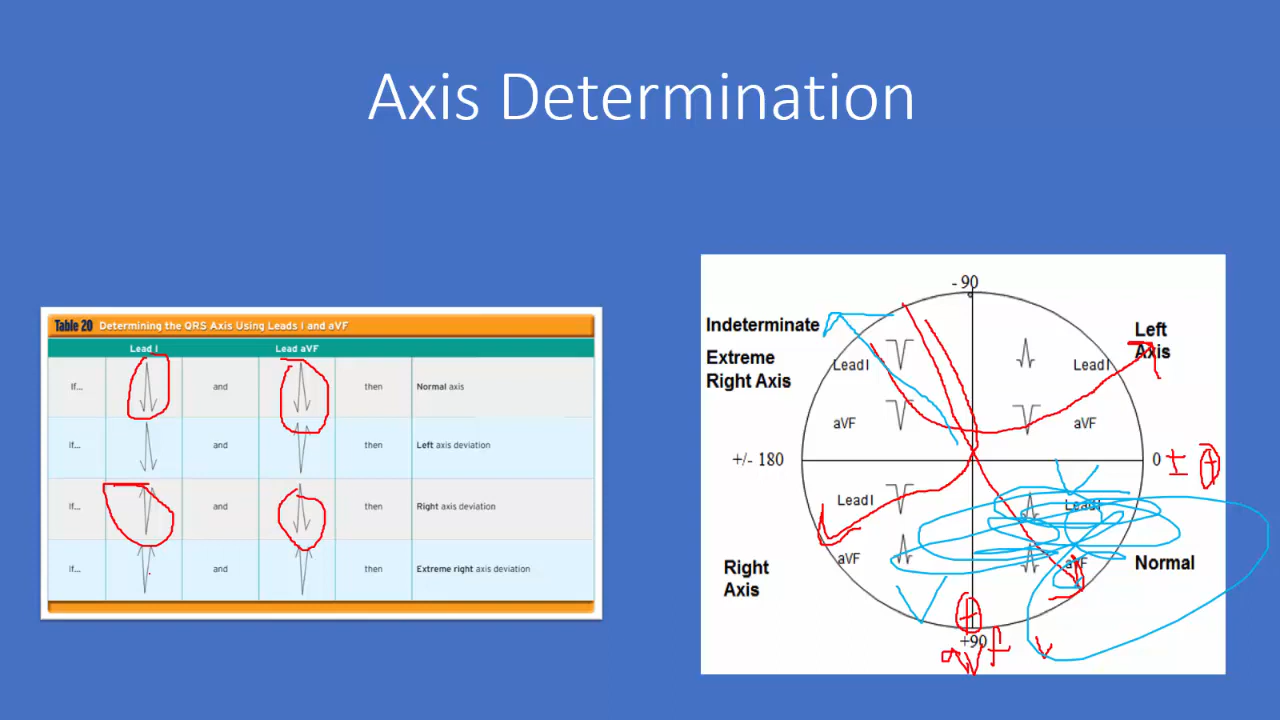 Axis Determination
Table 20 Determining the QRS Axis Using Leads I and aVF
Lead I Lead aVF
If... and then Normal axis
If... and then Left axis deviation
If... and then Right axis deviation
If... and then Extreme right axis deviation
- 90
Indeterminate
Extreme
Right Axis
Left
Axis
Lead I Lead I
aVF aVF
+/- 180 0 ± +
Lead I Lead I
aVF aVF
Right
Axis
Normal
+
+90
avf